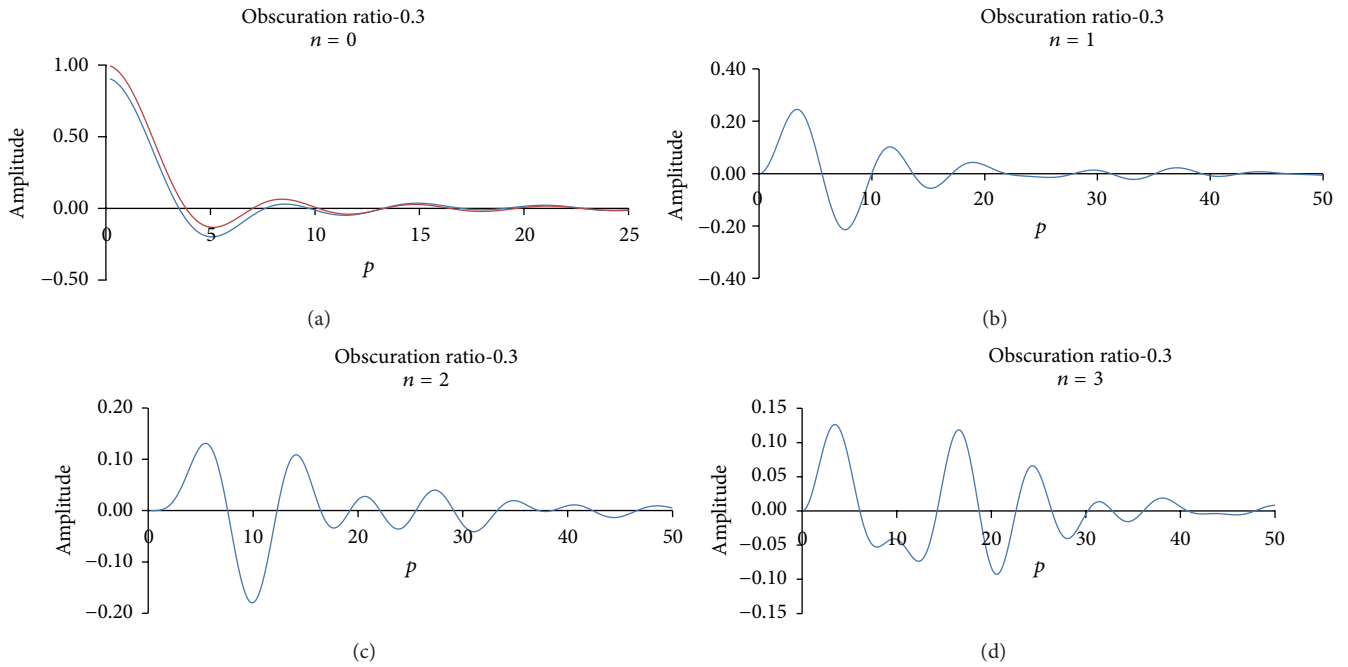 Obscuration ratio-0.3
n = 0
1.00
0.50
0.00
−0.50
Amplitude
0
5
10
15
20
25
p
(a)
Obscuration ratio-0.3
n = 1
0.40
0.20
0.00
−0.20
−0.40
Amplitude
0
10
20
30
40
50
p
(b)
Obscuration ratio-0.3
n = 2
0.20
0.10
0.00
−0.10
−0.20
Amplitude
0
10
20
30
40
50
p
(c)
Obscuration ratio-0.3
n = 3
0.15
0.10
0.05
0.00
−0.05
−0.10
−0.15
Amplitude
0
10
20
30
40
50
p
(d)